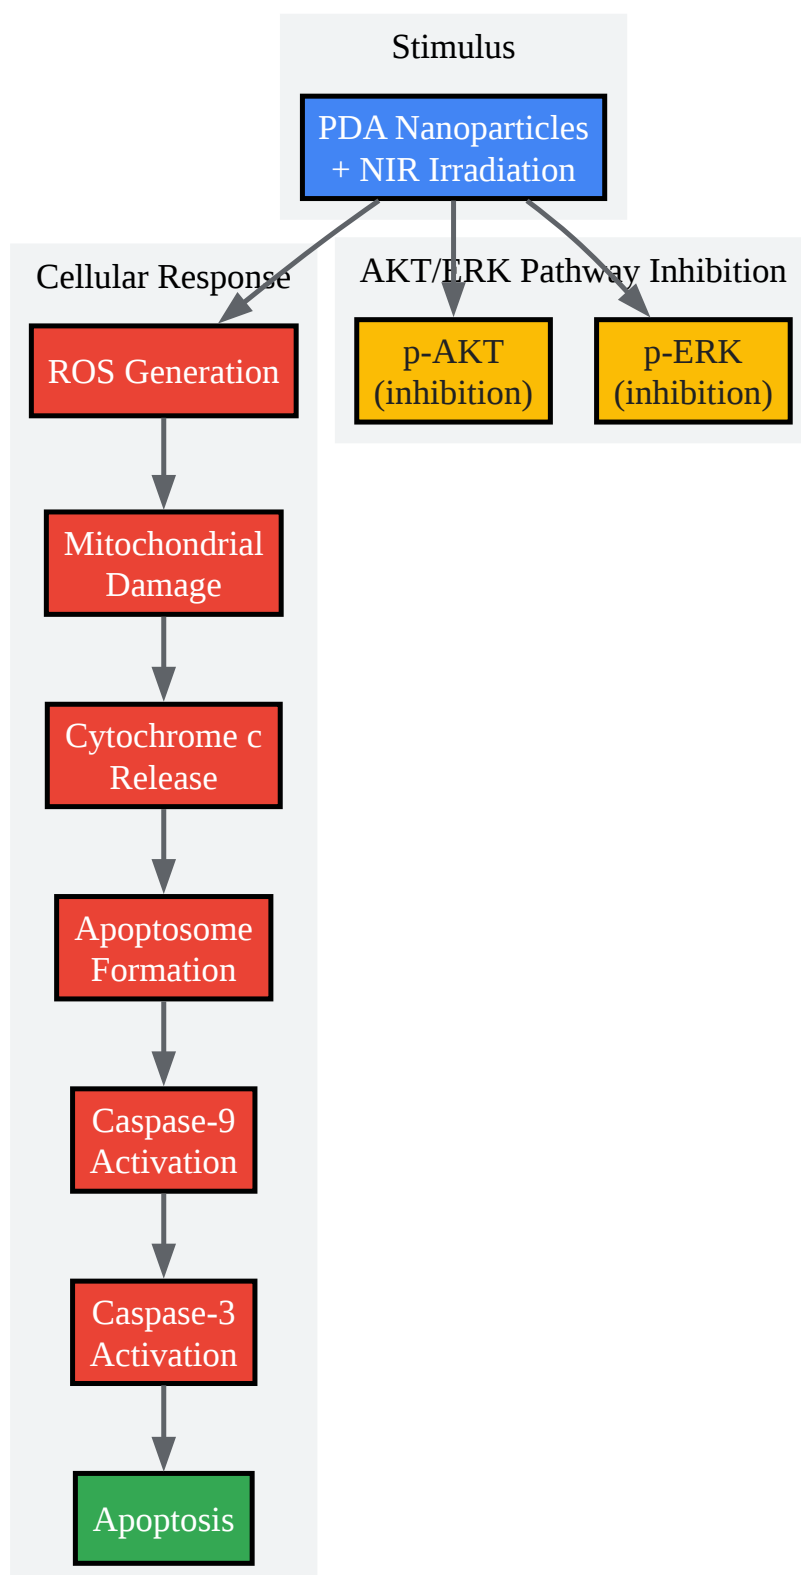 Stimulus
PDA Nanoparticles
+ NIR Irradiation
Cellular Response
AKT/ERK Pathway Inhibition
ROS Generation
p-AKT
(inhibition)
p-ERK
(inhibition)
Mitochondrial
Damage
Cytochrome c
Release
Apoptosome
Formation
Caspase-9
Activation
Caspase-3
Activation
Apoptosis